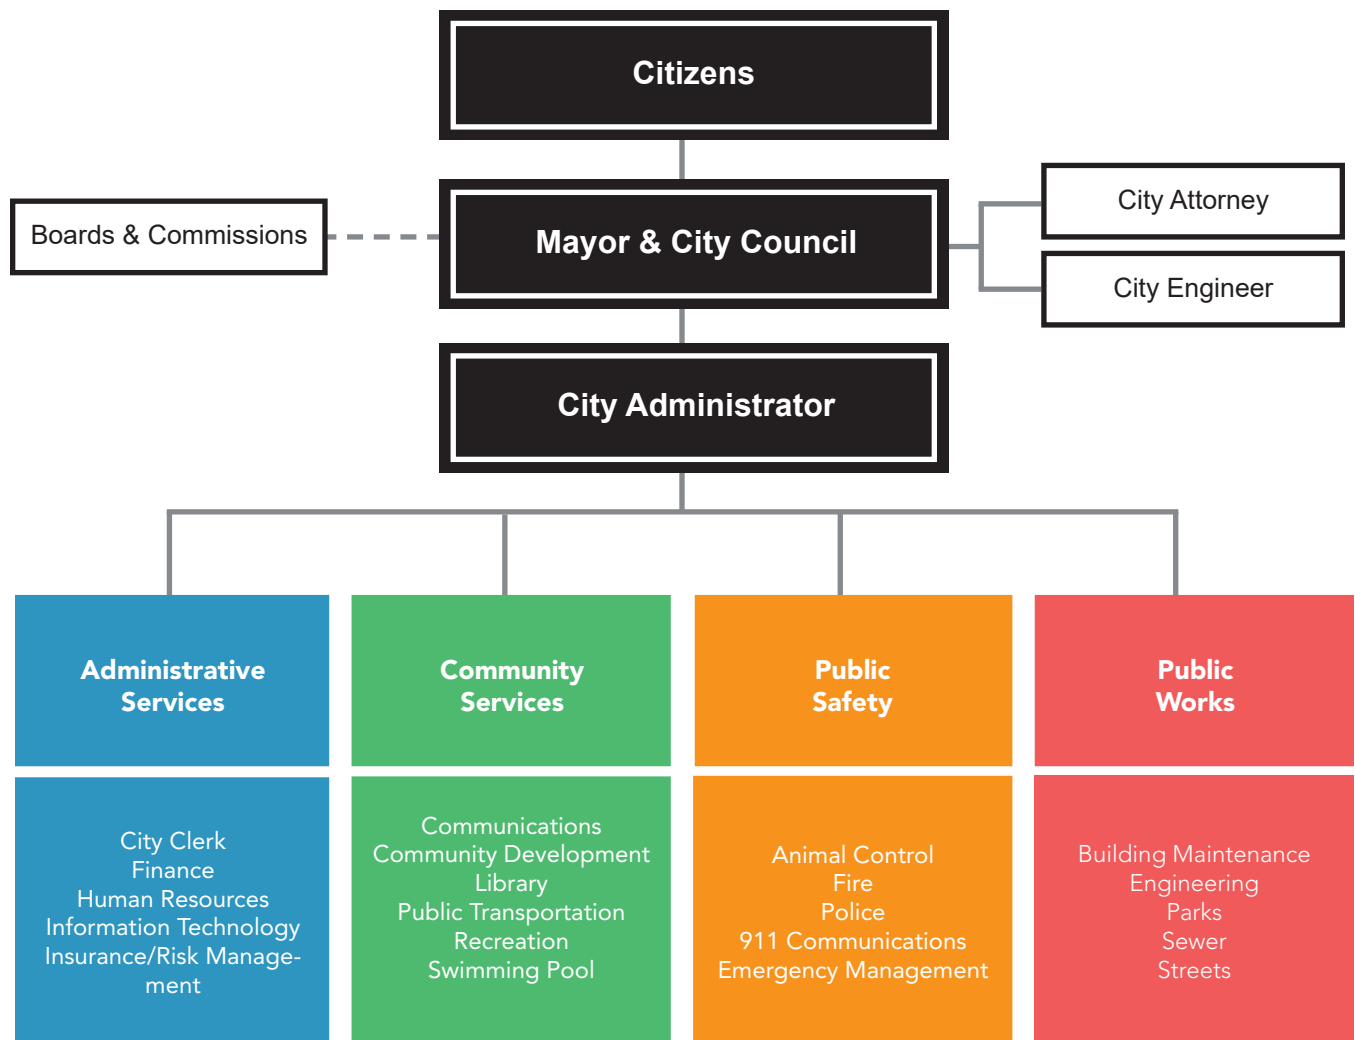 Citizens
Boards & Commissions
Mayor & City Council
City Attorney
City Engineer
City Administrator
Administrative
Services
City Clerk
Finance
Human Resources
Information Technology
Insurance/Risk Manage-
ment
Community
Services
Communications
Community Development
Library
Public Transportation
Recreation
Swimming Pool
Public
Safety
Animal Control
Fire
Police
911 Communications
Emergency Management
Public
Works
Building Maintenance
Engineering
Parks
Sewer
Streets